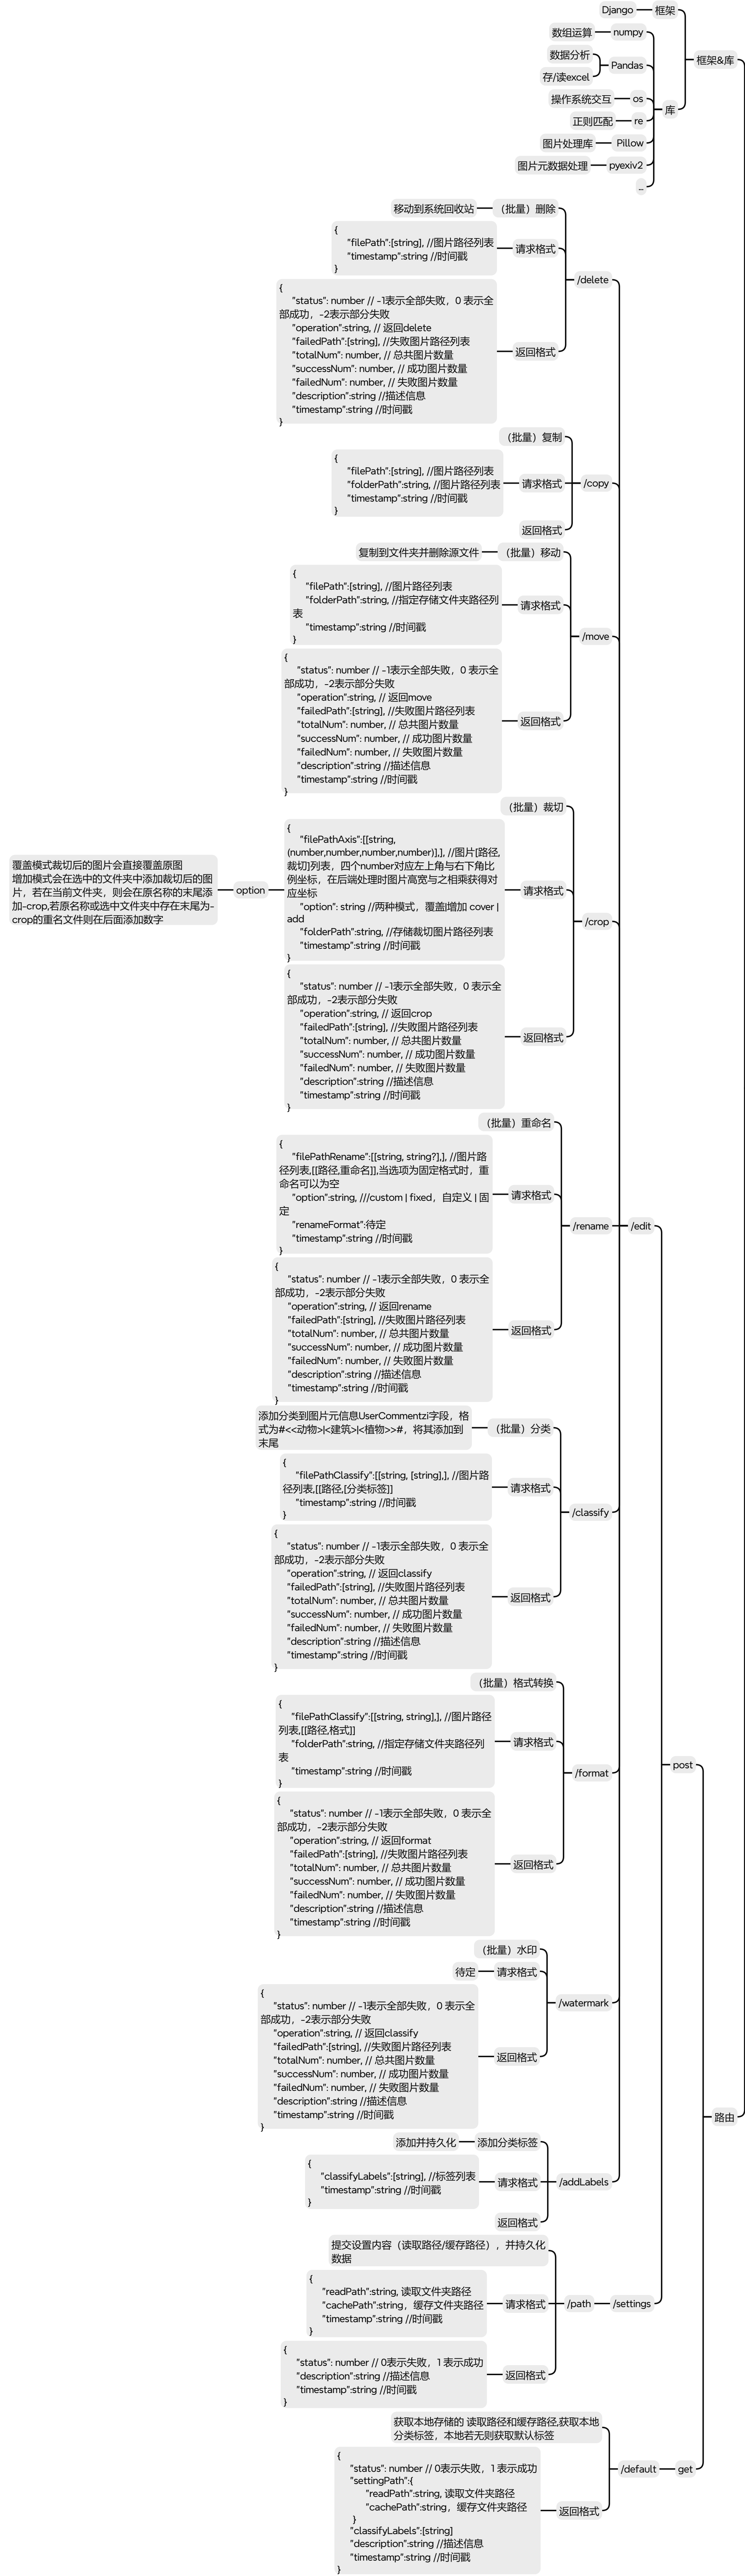 Django
框架
数组运算
numpy
数据分析
存/读excel
Pandas
框架&库
操作系统交互
os
库
正则匹配
re
图片处理库
Pillow
图片元数据处理
pyexiv2
...
移动到系统回收站
（批量）删除
{
"filePath":[string], //图片路径列表
"timestamp":string //时间戳
}
请求格式
/delete
{
"status": number // -1表示全部失败，0 表示全
部成功，-2表示部分失败
"operation":string, // 返回delete
"failedPath":[string], //失败图片路径列表
"totalNum": number, // 总共图片数量
"successNum": number, // 成功图片数量
"failedNum": number, // 失败图片数量
"description":string //描述信息
"timestamp":string //时间戳
}
返回格式
（批量）复制
{
"filePath":[string], //图片路径列表
"folderPath":string, //图片路径列表
"timestamp":string //时间戳
}
请求格式
/copy
返回格式
复制到文件夹并删除源文件
（批量）移动
{
"filePath":[string], //图片路径列表
"folderPath":string, //指定存储文件夹路径列
表
"timestamp":string //时间戳
}
请求格式
/move
{
"status": number // -1表示全部失败，0 表示全
部成功，-2表示部分失败
"operation":string, // 返回move
"failedPath":[string], //失败图片路径列表
"totalNum": number, // 总共图片数量
"successNum": number, // 成功图片数量
"failedNum": number, // 失败图片数量
"description":string //描述信息
"timestamp":string //时间戳
}
返回格式
（批量）裁切
覆盖模式裁切后的图片会直接覆盖原图
增加模式会在选中的文件夹中添加裁切后的图
片，若在当前文件夹，则会在原名称的末尾添
加-crop,若原名称或选中文件夹中存在末尾为-
crop的重名文件则在后面添加数字
option
{
"filePathAxis":[[string,
(number,number,number,number)],], //图片[路径,
裁切]列表，四个number对应左上角与右下角比
例坐标，在后端处理时图片高宽与之相乘获得对
应坐标
"option": string //两种模式，覆盖|增加 cover |
add
"folderPath":string, //存储裁切图片路径列表
"timestamp":string //时间戳
}
请求格式
/crop
{
"status": number // -1表示全部失败，0 表示全
部成功，-2表示部分失败
"operation":string, // 返回crop
"failedPath":[string], //失败图片路径列表
"totalNum": number, // 总共图片数量
"successNum": number, // 成功图片数量
"failedNum": number, // 失败图片数量
"description":string //描述信息
"timestamp":string //时间戳
}
返回格式
（批量）重命名
{
"filePathRename":[[string, string?],], //图片路
径列表,[[路径,重命名]],当选项为固定格式时，重
命名可以为空
"option":string, ///custom | fixed，自定义 | 固
定
"renameFormat":待定
"timestamp":string //时间戳
}
请求格式
/rename
/edit
{
"status": number // -1表示全部失败，0 表示全
部成功，-2表示部分失败
"operation":string, // 返回rename
"failedPath":[string], //失败图片路径列表
"totalNum": number, // 总共图片数量
"successNum": number, // 成功图片数量
"failedNum": number, // 失败图片数量
"description":string //描述信息
"timestamp":string //时间戳
}
返回格式
添加分类到图片元信息UserCommentzi字段，格
式为#<<动物>|<建筑>|<植物>>#，将其添加到
末尾
（批量）分类
{
"filePathClassify":[[string, [string],], //图片路
径列表,[[路径,[分类标签]]
"timestamp":string //时间戳
}
请求格式
/classify
{
"status": number // -1表示全部失败，0 表示全
部成功，-2表示部分失败
"operation":string, // 返回classify
"failedPath":[string], //失败图片路径列表
"totalNum": number, // 总共图片数量
"successNum": number, // 成功图片数量
"failedNum": number, // 失败图片数量
"description":string //描述信息
"timestamp":string //时间戳
}
返回格式
（批量）格式转换
{
"filePathClassify":[[string, string],], //图片路径
列表,[[路径,格式]]
"folderPath":string, //指定存储文件夹路径列
表
"timestamp":string //时间戳
}
请求格式
/format
post
{
"status": number // -1表示全部失败，0 表示全
部成功，-2表示部分失败
"operation":string, // 返回format
"failedPath":[string], //失败图片路径列表
"totalNum": number, // 总共图片数量
"successNum": number, // 成功图片数量
"failedNum": number, // 失败图片数量
"description":string //描述信息
"timestamp":string //时间戳
}
返回格式
（批量）水印
待定
请求格式
/watermark
{
"status": number // -1表示全部失败，0 表示全
部成功，-2表示部分失败
"operation":string, // 返回classify
"failedPath":[string], //失败图片路径列表
"totalNum": number, // 总共图片数量
"successNum": number, // 成功图片数量
"failedNum": number, // 失败图片数量
"description":string //描述信息
"timestamp":string //时间戳
}
返回格式
路由
添加并持久化
添加分类标签
{
"classifyLabels":[string], //标签列表
"timestamp":string //时间戳
}
请求格式
/addLabels
返回格式
提交设置内容（读取路径/缓存路径），并持久化
数据
{
"readPath":string, 读取文件夹路径
"cachePath":string，缓存文件夹路径
"timestamp":string //时间戳
}
请求格式
/path
/settings
{
"status": number // 0表示失败，1 表示成功
"description":string //描述信息
"timestamp":string //时间戳
}
返回格式
获取本地存储的 读取路径和缓存路径,获取本地
分类标签，本地若无则获取默认标签
/default
get
{
"status": number // 0表示失败，1 表示成功
"settingPath":{
"readPath":string, 读取文件夹路径
"cachePath":string，缓存文件夹路径
}
"classifyLabels":[string]
"description":string //描述信息
"timestamp":string //时间戳
}
返回格式